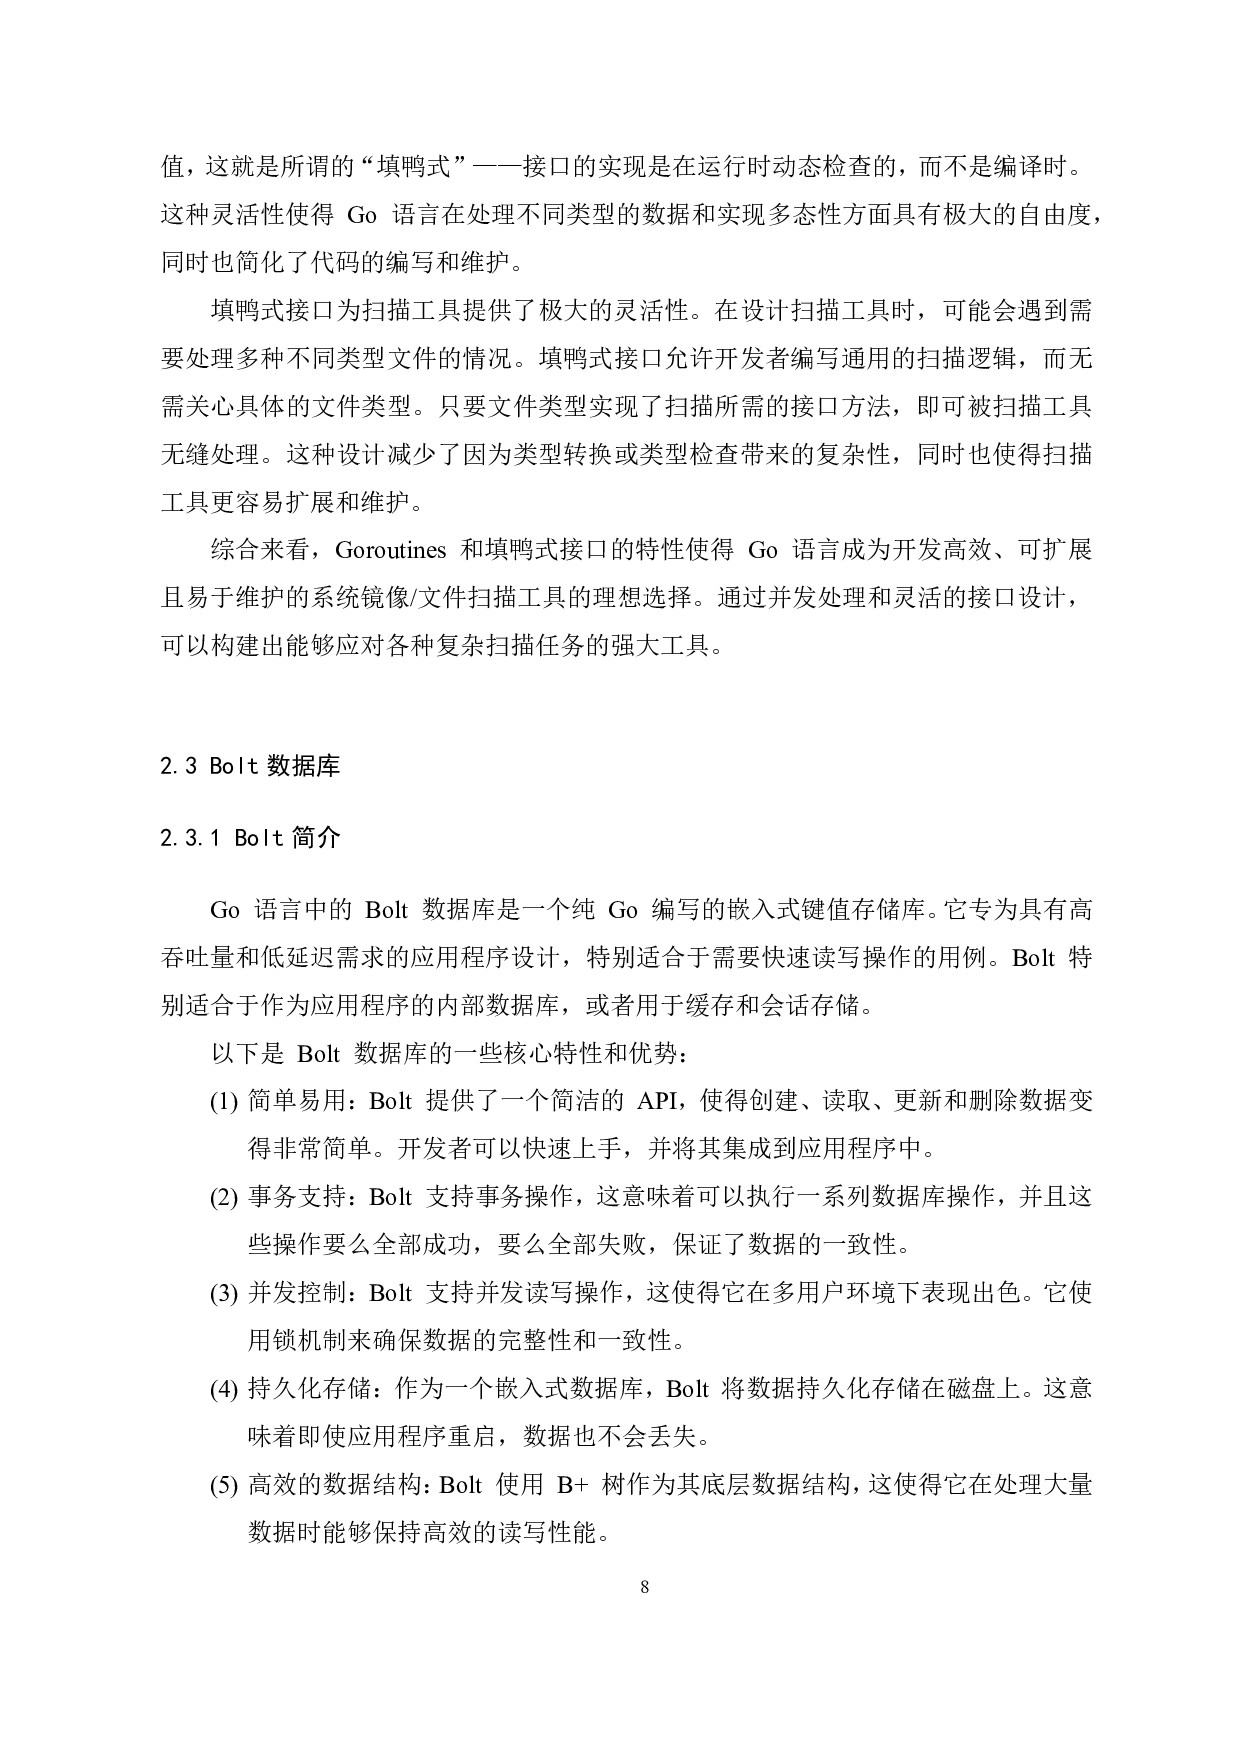 值，这就是所谓的“填鸭式”——接口的实现是在运行时动态检查的，而不是编译时。
这种灵活性使得 Go 语言在处理不同类型的数据和实现多态性方面具有极大的自由度，
同时也简化了代码的编写和维护。
填鸭式接口为扫描工具提供了极大的灵活性。在设计扫描工具时，可能会遇到需
要处理多种不同类型文件的情况。填鸭式接口允许开发者编写通用的扫描逻辑，而无
需关心具体的文件类型。只要文件类型实现了扫描所需的接口方法，即可被扫描工具
无缝处理。这种设计减少了因为类型转换或类型检查带来的复杂性，同时也使得扫描
工具更容易扩展和维护。
综合来看，Goroutines 和填鸭式接口的特性使得 Go 语言成为开发高效、可扩展
且易于维护的系统镜像/文件扫描工具的理想选择。通过并发处理和灵活的接口设计，
可以构建出能够应对各种复杂扫描任务的强大工具。
2.3 Bolt 数据库
2.3.1 Bolt 简介
Go 语言中的 Bolt 数据库是一个纯 Go 编写的嵌入式键值存储库。它专为具有高
吞吐量和低延迟需求的应用程序设计，特别适合于需要快速读写操作的用例。Bolt 特
别适合于作为应用程序的内部数据库，或者用于缓存和会话存储。
以下是 Bolt 数据库的一些核心特性和优势：
(1) 简单易用：Bolt 提供了一个简洁的 API，使得创建、读取、更新和删除数据变
得非常简单。开发者可以快速上手，并将其集成到应用程序中。
(2) 事务支持：Bolt 支持事务操作，这意味着可以执行一系列数据库操作，并且这
些操作要么全部成功，要么全部失败，保证了数据的一致性。
(3) 并发控制：Bolt 支持并发读写操作，这使得它在多用户环境下表现出色。它使
用锁机制来确保数据的完整性和一致性。
(4) 持久化存储：作为一个嵌入式数据库，Bolt 将数据持久化存储在磁盘上。这意
味着即使应用程序重启，数据也不会丢失。
(5) 高效的数据结构：Bolt 使用 B+ 树作为其底层数据结构，这使得它在处理大量
数据时能够保持高效的读写性能。
8